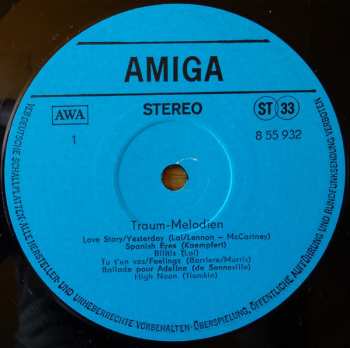 AMIGA
AWA
STEREO
ST 33
1
8 55 932
Traum-Melodien
Love Story/Yesterday (Lai/Lennon - McCartney)
Spanish Eyes (Kaempfert)
Bilitis (Lai)
Tu t'en vas/Feelings (Barriere/Morris)
Ballade pour Adeline (de Senneville)
High Noon (Tiomkin)
VEB DEUTSCHE SCHALLPLATTEN · ALLE HERSTELLER- UND URHEBERRECHTE VORBEHALTEN · ÜBERSPIELUNG, ÖFFENTLICHE AUFFÜHRUNG UND RUNDFUNKSENDUNG VERBOTEN